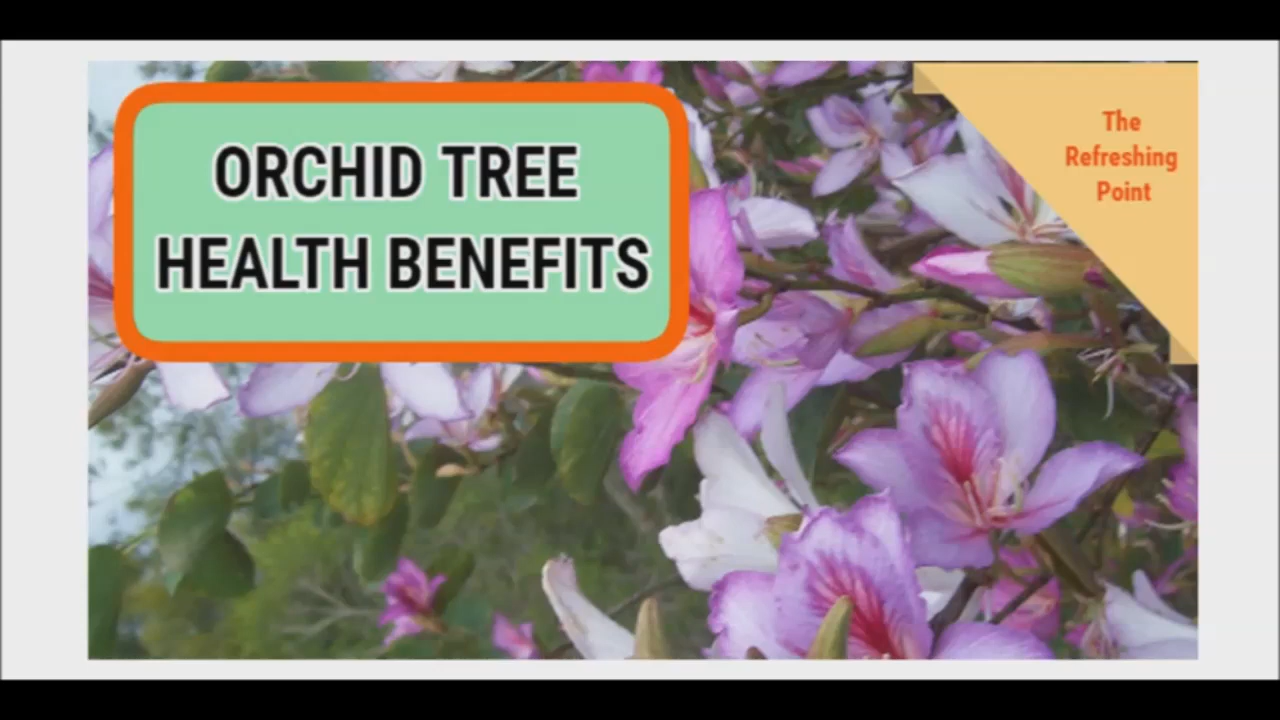 ORCHID TREE
HEALTH BENEFITS
The
Refreshing
Point